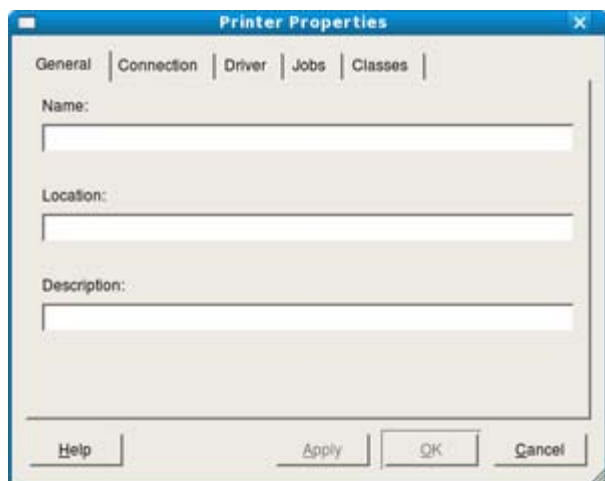 Printer Properties
General Connection Driver Jobs Classes
Name:
Location:
Description:
Help Apply OK Cancel